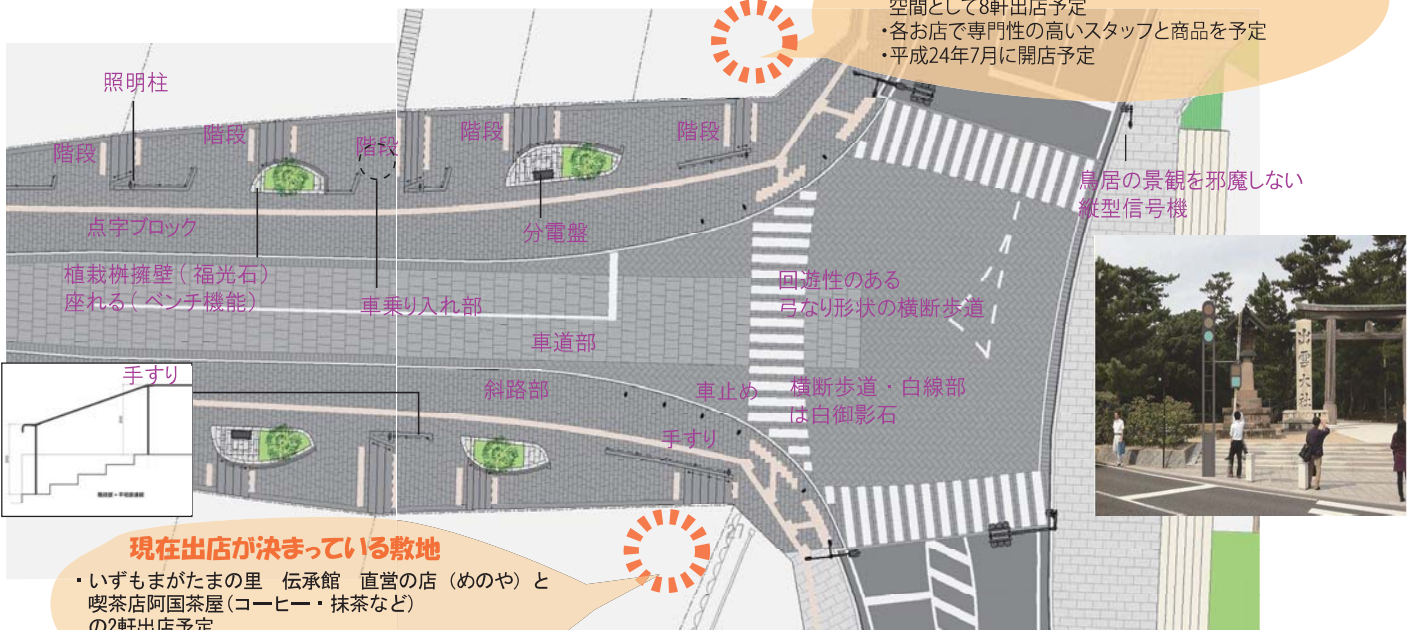 空間として8軒出店予定
・各お店で専門性の高いスタッフと商品を予定
・平成24年7月に開店予定
照明柱
階段
階段
階段
階段
階段
鳥居の景観を邪魔しない
縦型信号機
点字ブロック
分電盤
植栽桝擁壁(福光石)
座れる(ベンチ機能)
車乗り入れ部
回遊性のある
弓なり形状の横断歩道
車道部
出雲大社
手すり
斜路部
車止め
横断歩道・白線部
は白御影石
手すり
現在出店が決まっている敷地
・いずもまがたまの里 伝承館 直営の店(めのや)と
喫茶店阿国茶屋(コーヒー・抹茶など)
の2軒出店予定